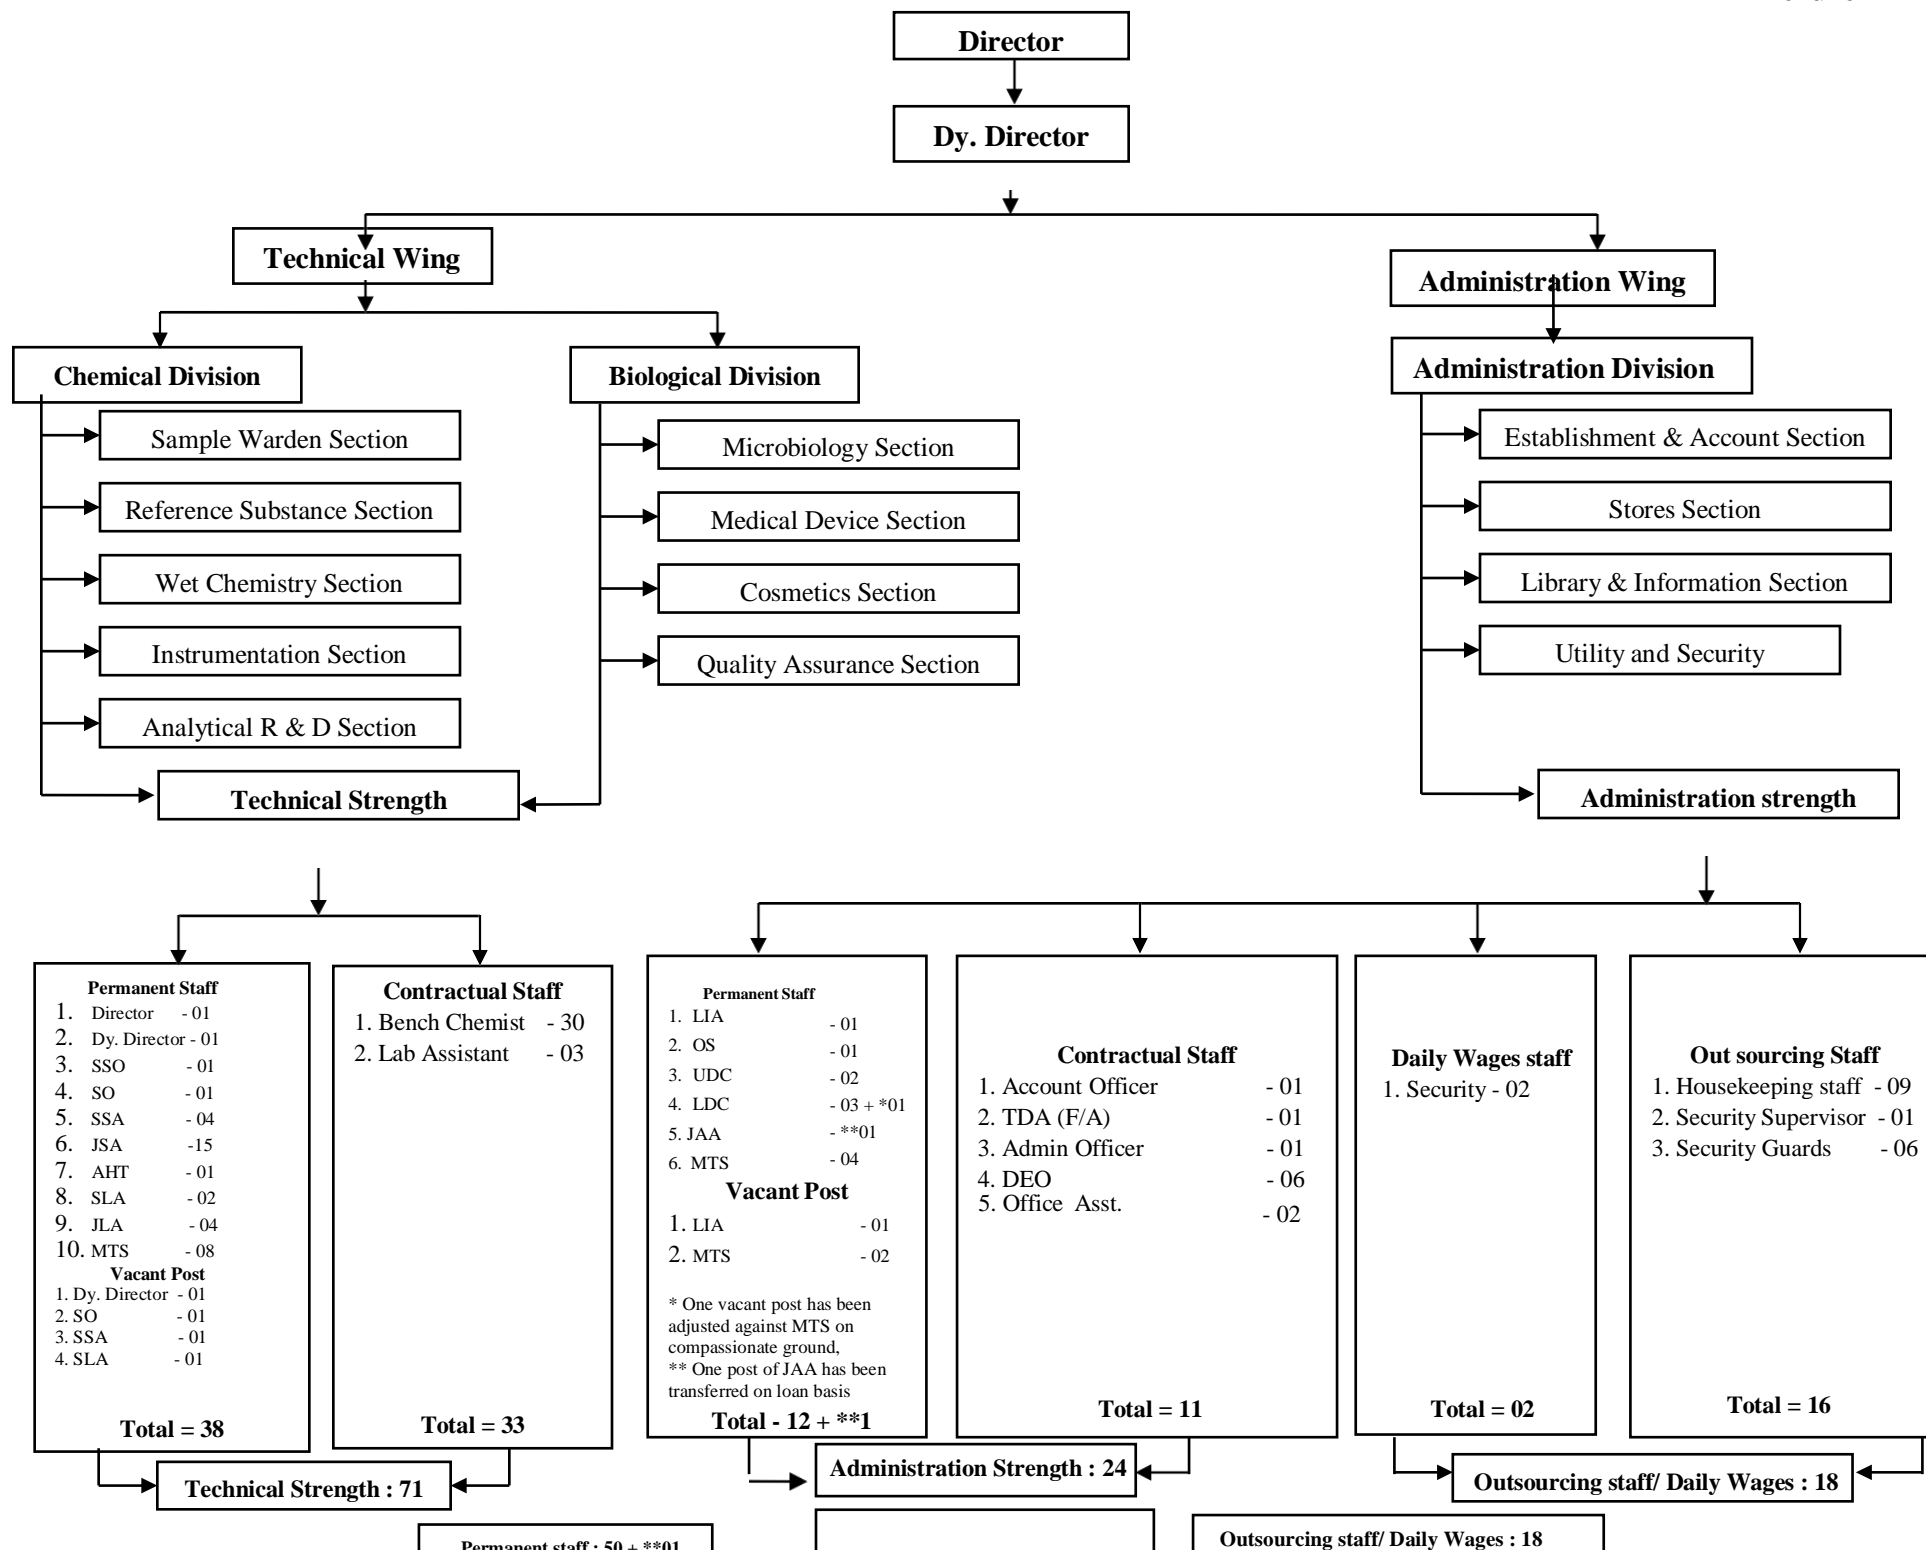 Director
Dy. Director
Technical Wing
Administration Wing
Chemical Division
Biological Division
Administration Division
Sample Warden Section
Reference Substance Section
Wet Chemistry Section
Instrumentation Section
Analytical R & D Section
Microbiology Section
Medical Device Section
Cosmetics Section
Quality Assurance Section
Establishment & Account Section
Stores Section
Library & Information Section
Utility and Security
Technical Strength
Administration strength
Permanent Staff
1. Director - 01
2. Dy. Director - 01
3. SSO - 01
4. SO - 01
5. SSA - 04
6. JSA -15
7. AHT - 01
8. SLA - 02
9. JLA - 04
10. MTS - 08
Vacant Post
1. Dy. Director - 01
2. SO - 01
3. SSA - 01
4. SLA - 01
Total = 38
Contractual Staff
1. Bench Chemist - 30
2. Lab Assistant - 03
Total = 33
Technical Strength : 71
Permanent Staff
1. LIA - 01
2. OS - 01
3. UDC - 02
4. LDC - 03 + *01
5. JAA - **01
6. MTS - 04
Vacant Post
1. LIA - 01
2. MTS - 02
* One vacant post has been
adjusted against MTS on
compassionate ground,
** One post of JAA has been
transferred on loan basis
Total - 12 + **1
Contractual Staff
1. Account Officer - 01
2. TDA (F/A) - 01
3. Admin Officer - 01
4. DEO - 06
5. Office Asst. - 02
Total = 11
Administration Strength : 24
Daily Wages staff
1. Security - 02
Total = 02
Out sourcing Staff
1. Housekeeping staff - 09
2. Security Supervisor - 01
3. Security Guards - 06
Total = 16
Outsourcing staff/ Daily Wages : 18
Permanent staff : 50 + **01
Outsourcing staff/ Daily Wages : 18